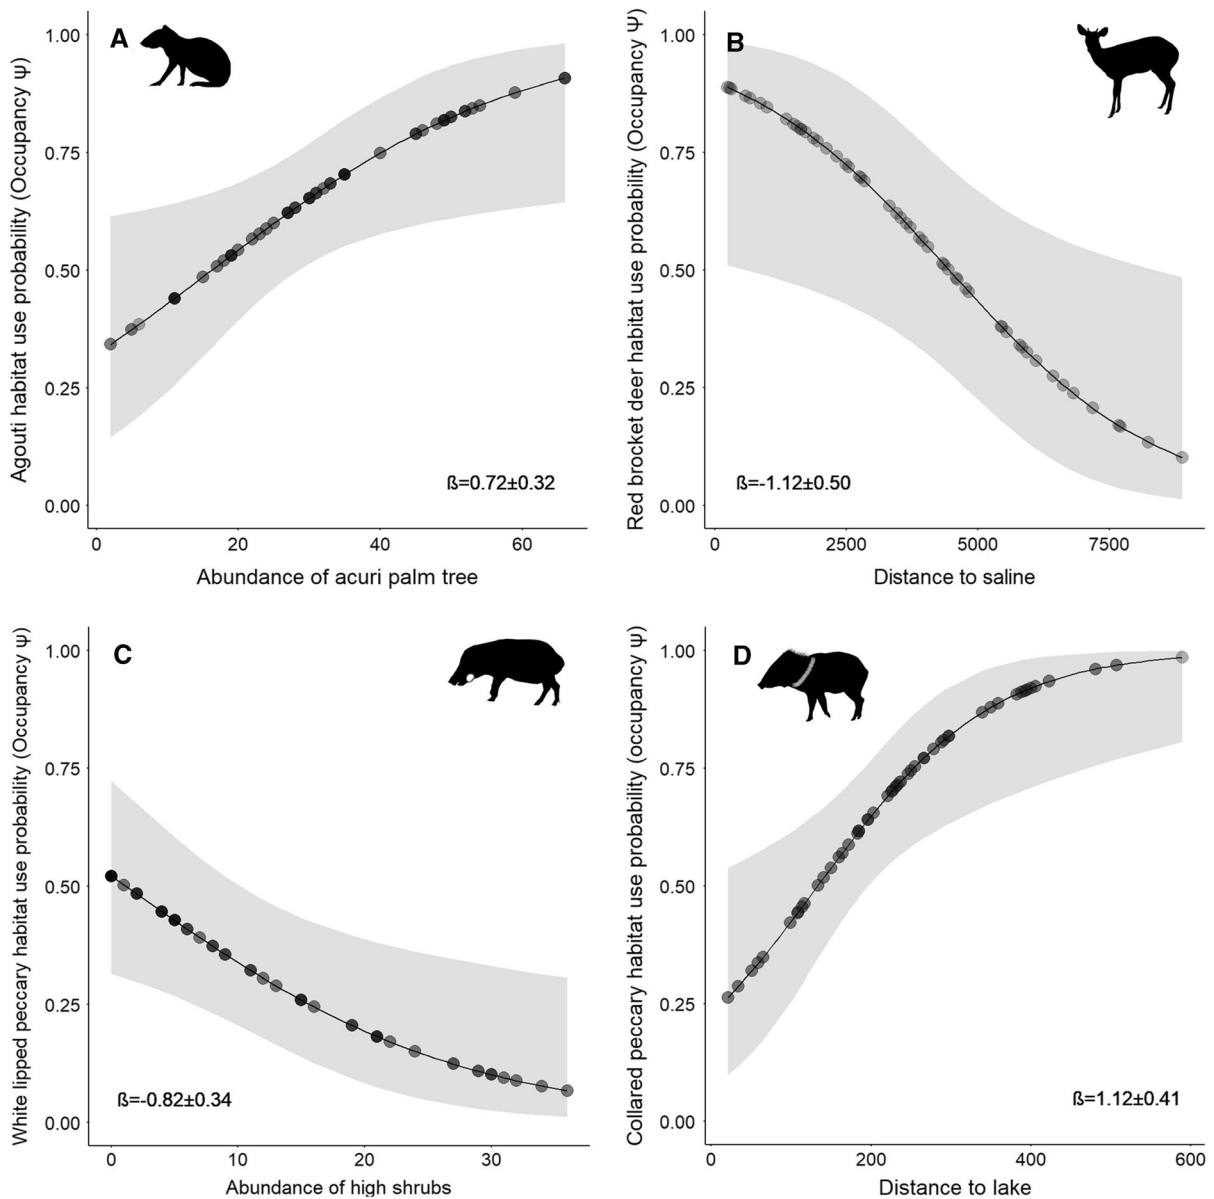 A
Agouti habitat use probability (Occupancy Ψ)
1.00
0.75
0.50
0.25
0.00
ß=0.72±0.32
0 20 40 60
Abundance of acuri palm tree
B
Red brocket deer habitat use probability (Occupancy Ψ)
1.00
0.75
0.50
0.25
0.00
ß=-1.12±0.50
0 2500 5000 7500
Distance to saline
C
White lipped peccary habitat use probability (Occupancy Ψ)
1.00
0.75
0.50
0.25
0.00
ß=-0.82±0.34
0 10 20 30
Abundance of high shrubs
D
Collared peccary habitat use probability (occupancy Ψ)
1.00
0.75
0.50
0.25
0.00
ß=1.12±0.41
0 200 400 600
Distance to lake